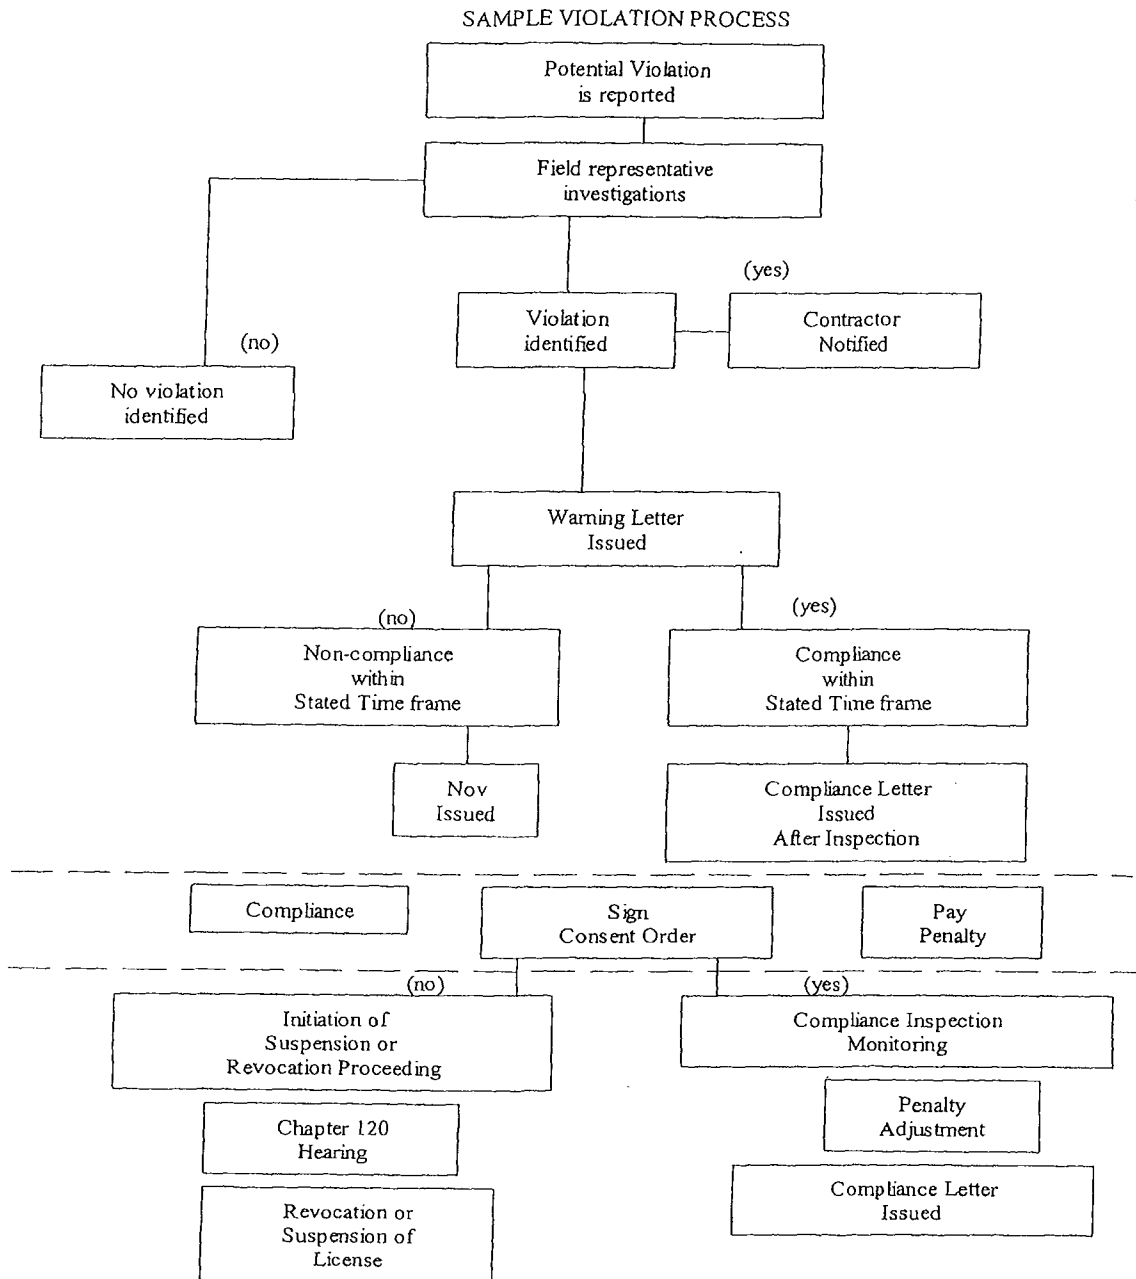 SAMPLE VIOLATION PROCESS
Potential Violation
is reported
Field representative
investigations
(yes)
Violation
identified
Contractor
Notified
(no)
No violation
identified
Warning Letter
Issued
(no)
(yes)
Non-compliance
within
Stated Time frame
Compliance
within
Stated Time frame
Nov
Issued
Compliance Letter
Issued
After Inspection
Compliance
Sign
Consent Order
Pay
Penalty
(no)
(yes)
Initiation of
Suspension or
Revocation Proceeding
Compliance Inspection
Monitoring
Chapter 120
Hearing
Penalty
Adjustment
Revocation or
Suspension of
License
Compliance Letter
Issued